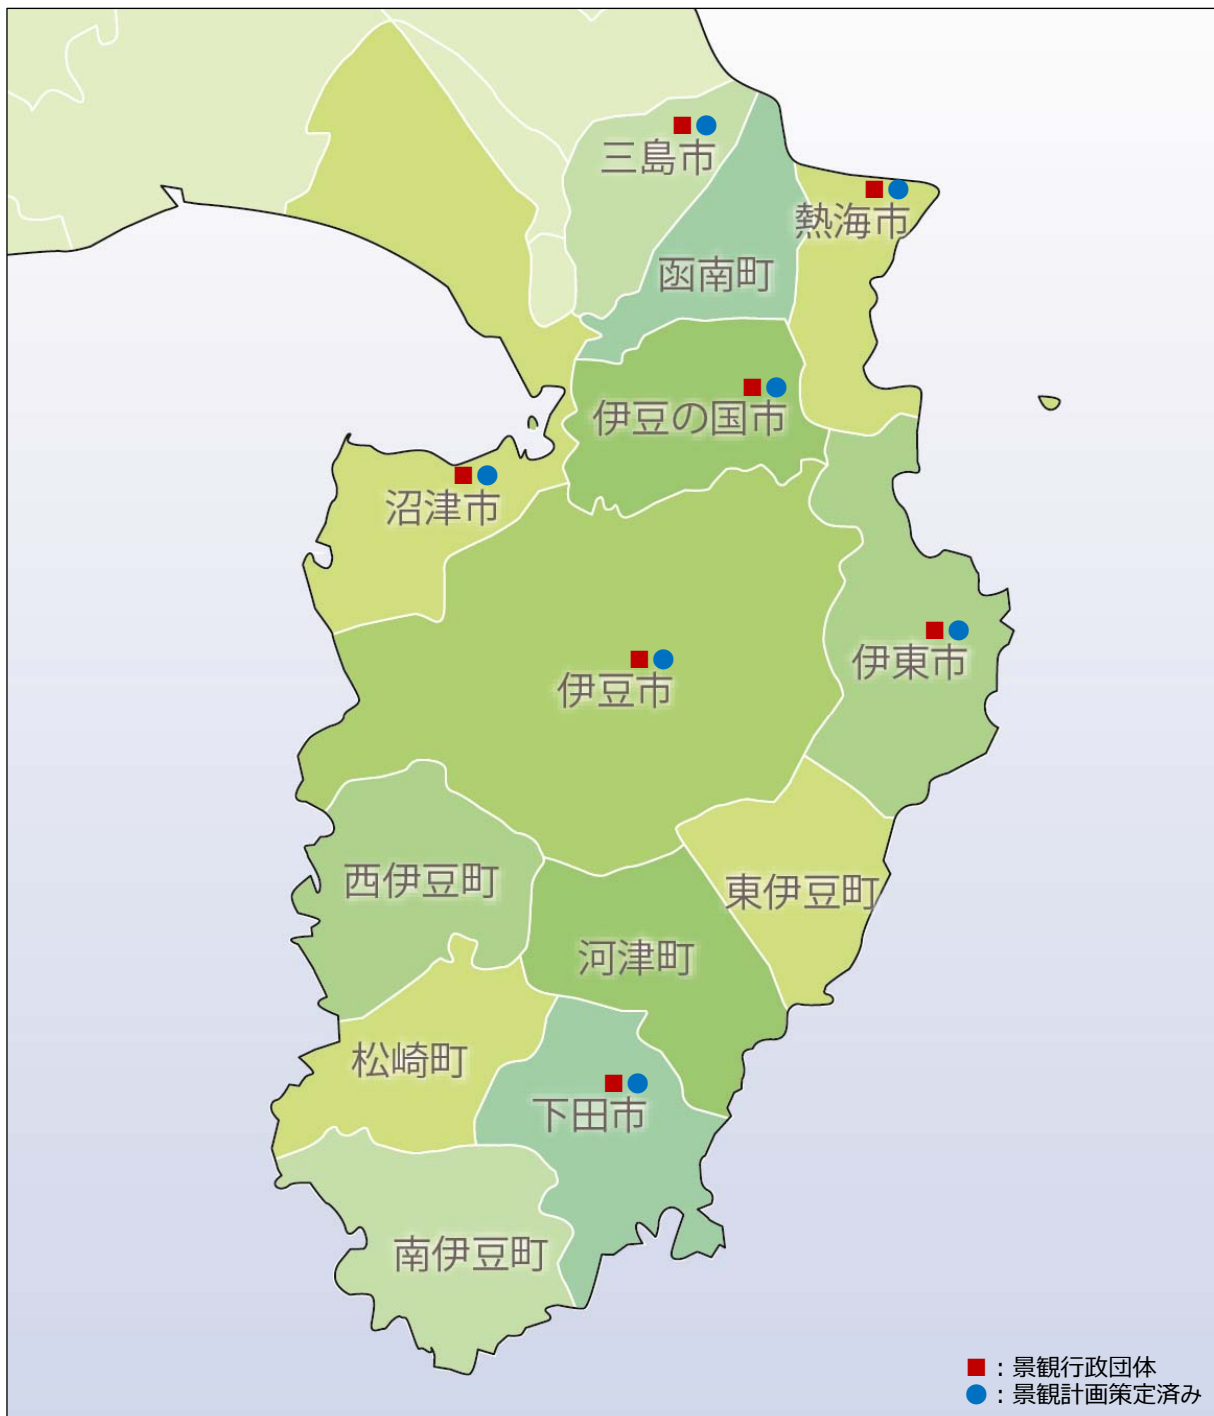 三島市
熱海市
函南町
伊豆の国市
沼津市
伊東市
伊豆市
西伊豆町
東伊豆町
河津町
松崎町
下田市
南伊豆町
■：景観行政団体
●：景観計画策定済み